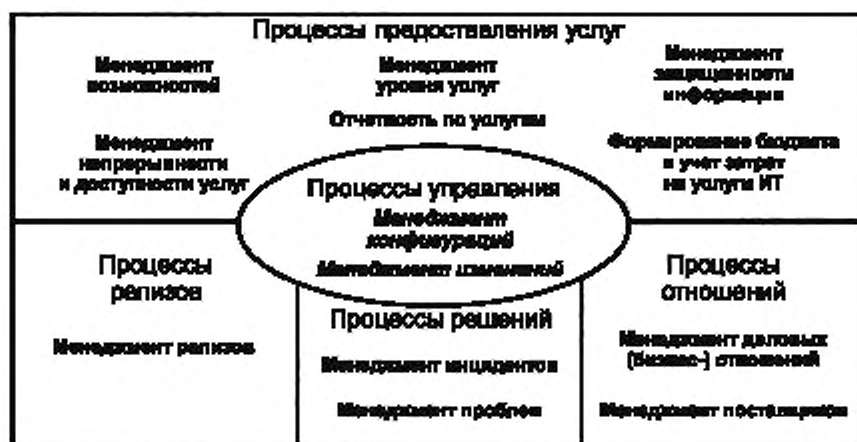 Процессы предоставления услуг
Менеджмент
возможностей
Менеджмент
уровня услуг
Отчетность по услугам
Менеджмент
защищенности
информации
Менеджмент
непрерывности
и доступности услуг
Формирование бюджета
и учет затрат
на услуги ИТ
Процессы управления
Менеджмент
конфигураций
Менеджмент изменений
Процессы
релизов
Менеджмент релизов
Процессы решений
Менеджмент инцидентов
Менеджмент проблем
Процессы
отношений
Менеджмент деловых
(бизнес-) отношений
Менеджмент поставщиков